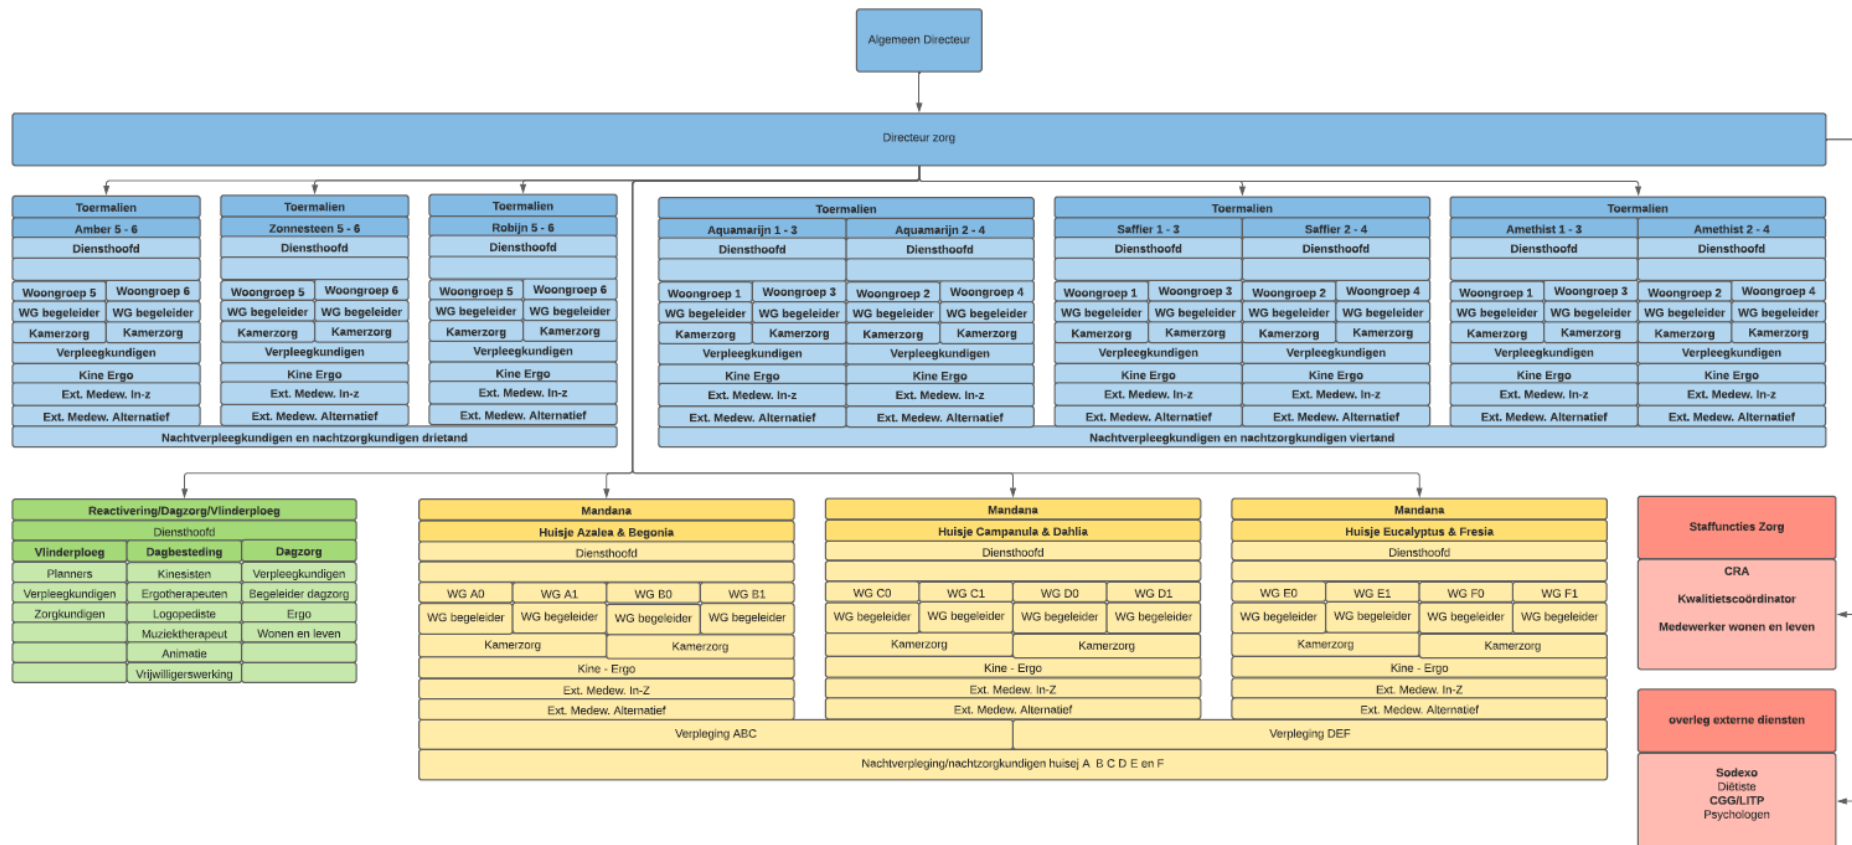 Algemeen Directeur
Directeur zorg
Toermalien
Amber 5 - 6
Diensthoofd
Woongroep 5 Woongroep 6
WG begeleider WG begeleider
Kamerzorg Kamerzorg
Verpleegkundigen
Kine Ergo
Ext. Medew. In-z
Ext. Medew. Alternatief
Toermalien
Zonnesteen 5 - 6
Diensthoofd
Woongroep 5 Woongroep 6
WG begeleider WG begeleider
Kamerzorg Kamerzorg
Verpleegkundigen
Kine Ergo
Ext. Medew. In-z
Ext. Medew. Alternatief
Toermalien
Robijn 5 - 6
Diensthoofd
Woongroep 5 Woongroep 6
WG begeleider WG begeleider
Kamerzorg Kamerzorg
Verpleegkundigen
Kine Ergo
Ext. Medew. In-z
Ext. Medew. Alternatief
Nachtverpleegkundigen en nachtzorgkundigen drietand
Toermalien
Aquamarijn 1 - 3 Aquamarijn 2 - 4
Diensthoofd Diensthoofd
Woongroep 1 Woongroep 3 Woongroep 2 Woongroep 4
WG begeleider WG begeleider WG begeleider WG begeleider
Kamerzorg Kamerzorg Kamerzorg Kamerzorg
Verpleegkundigen Verpleegkundigen
Kine Ergo Kine Ergo
Ext. Medew. In-z Ext. Medew. In-z
Ext. Medew. Alternatief Ext. Medew. Alternatief
Toermalien
Saffier 1 - 3 Saffier 2 - 4
Diensthoofd Diensthoofd
Woongroep 1 Woongroep 3 Woongroep 2 Woongroep 4
WG begeleider WG begeleider WG begeleider WG begeleider
Kamerzorg Kamerzorg Kamerzorg Kamerzorg
Verpleegkundigen Verpleegkundigen
Kine Ergo Kine Ergo
Ext. Medew. In-z Ext. Medew. In-z
Ext. Medew. Alternatief Ext. Medew. Alternatief
Toermalien
Amethist 1 - 3 Amethist 2 - 4
Diensthoofd Diensthoofd
Woongroep 1 Woongroep 3 Woongroep 2 Woongroep 4
WG begeleider WG begeleider WG begeleider WG begeleider
Kamerzorg Kamerzorg Kamerzorg Kamerzorg
Verpleegkundigen Verpleegkundigen
Kine Ergo Kine Ergo
Ext. Medew. In-z Ext. Medew. In-z
Ext. Medew. Alternatief Ext. Medew. Alternatief
Nachtverpleegkundigen en nachtzorgkundigen viertand
Reactivering/Dagzorg/Vlinderploeg
Diensthoofd
Vlinderploeg Dagbesteding Dagzorg
Planners Kinesisten Verpleegkundigen
Verpleegkundigen Ergotherapeuten Begeleider dagzorg
Zorgkundigen Logopediste Ergo
Muziektherapeut Wonen en leven
Animatie
Vrijwilligerswerking
Mandana
Huisje Azalea & Begonia
Diensthoofd
WG A0 WG A1 WG B0 WG B1
WG begeleider WG begeleider WG begeleider WG begeleider
Kamerzorg Kamerzorg
Kine - Ergo
Ext. Medew. In-Z
Ext. Medew. Alternatief
Mandana
Huisje Campanula & Dahlia
Diensthoofd
WG C0 WG C1 WG D0 WG D1
WG begeleider WG begeleider WG begeleider WG begeleider
Kamerzorg Kamerzorg
Kine - Ergo
Ext. Medew. In-Z
Ext. Medew. Alternatief
Mandana
Huisje Eucalyptus & Fresia
Diensthoofd
WG E0 WG E1 WG F0 WG F1
WG begeleider WG begeleider WG begeleider WG begeleider
Kamerzorg Kamerzorg
Kine - Ergo
Ext. Medew. In-Z
Ext. Medew. Alternatief
Verpleging ABC Verpleging DEF
Nachtverpleging/nachtzorgkundigen huisej A B C D E en F
Staffuncties Zorg
CRA
Kwalitietscoördinator
Medewerker wonen en leven
overleg externe diensten
Sodexo
Diëtiste
CGG/LITP
Psychologen